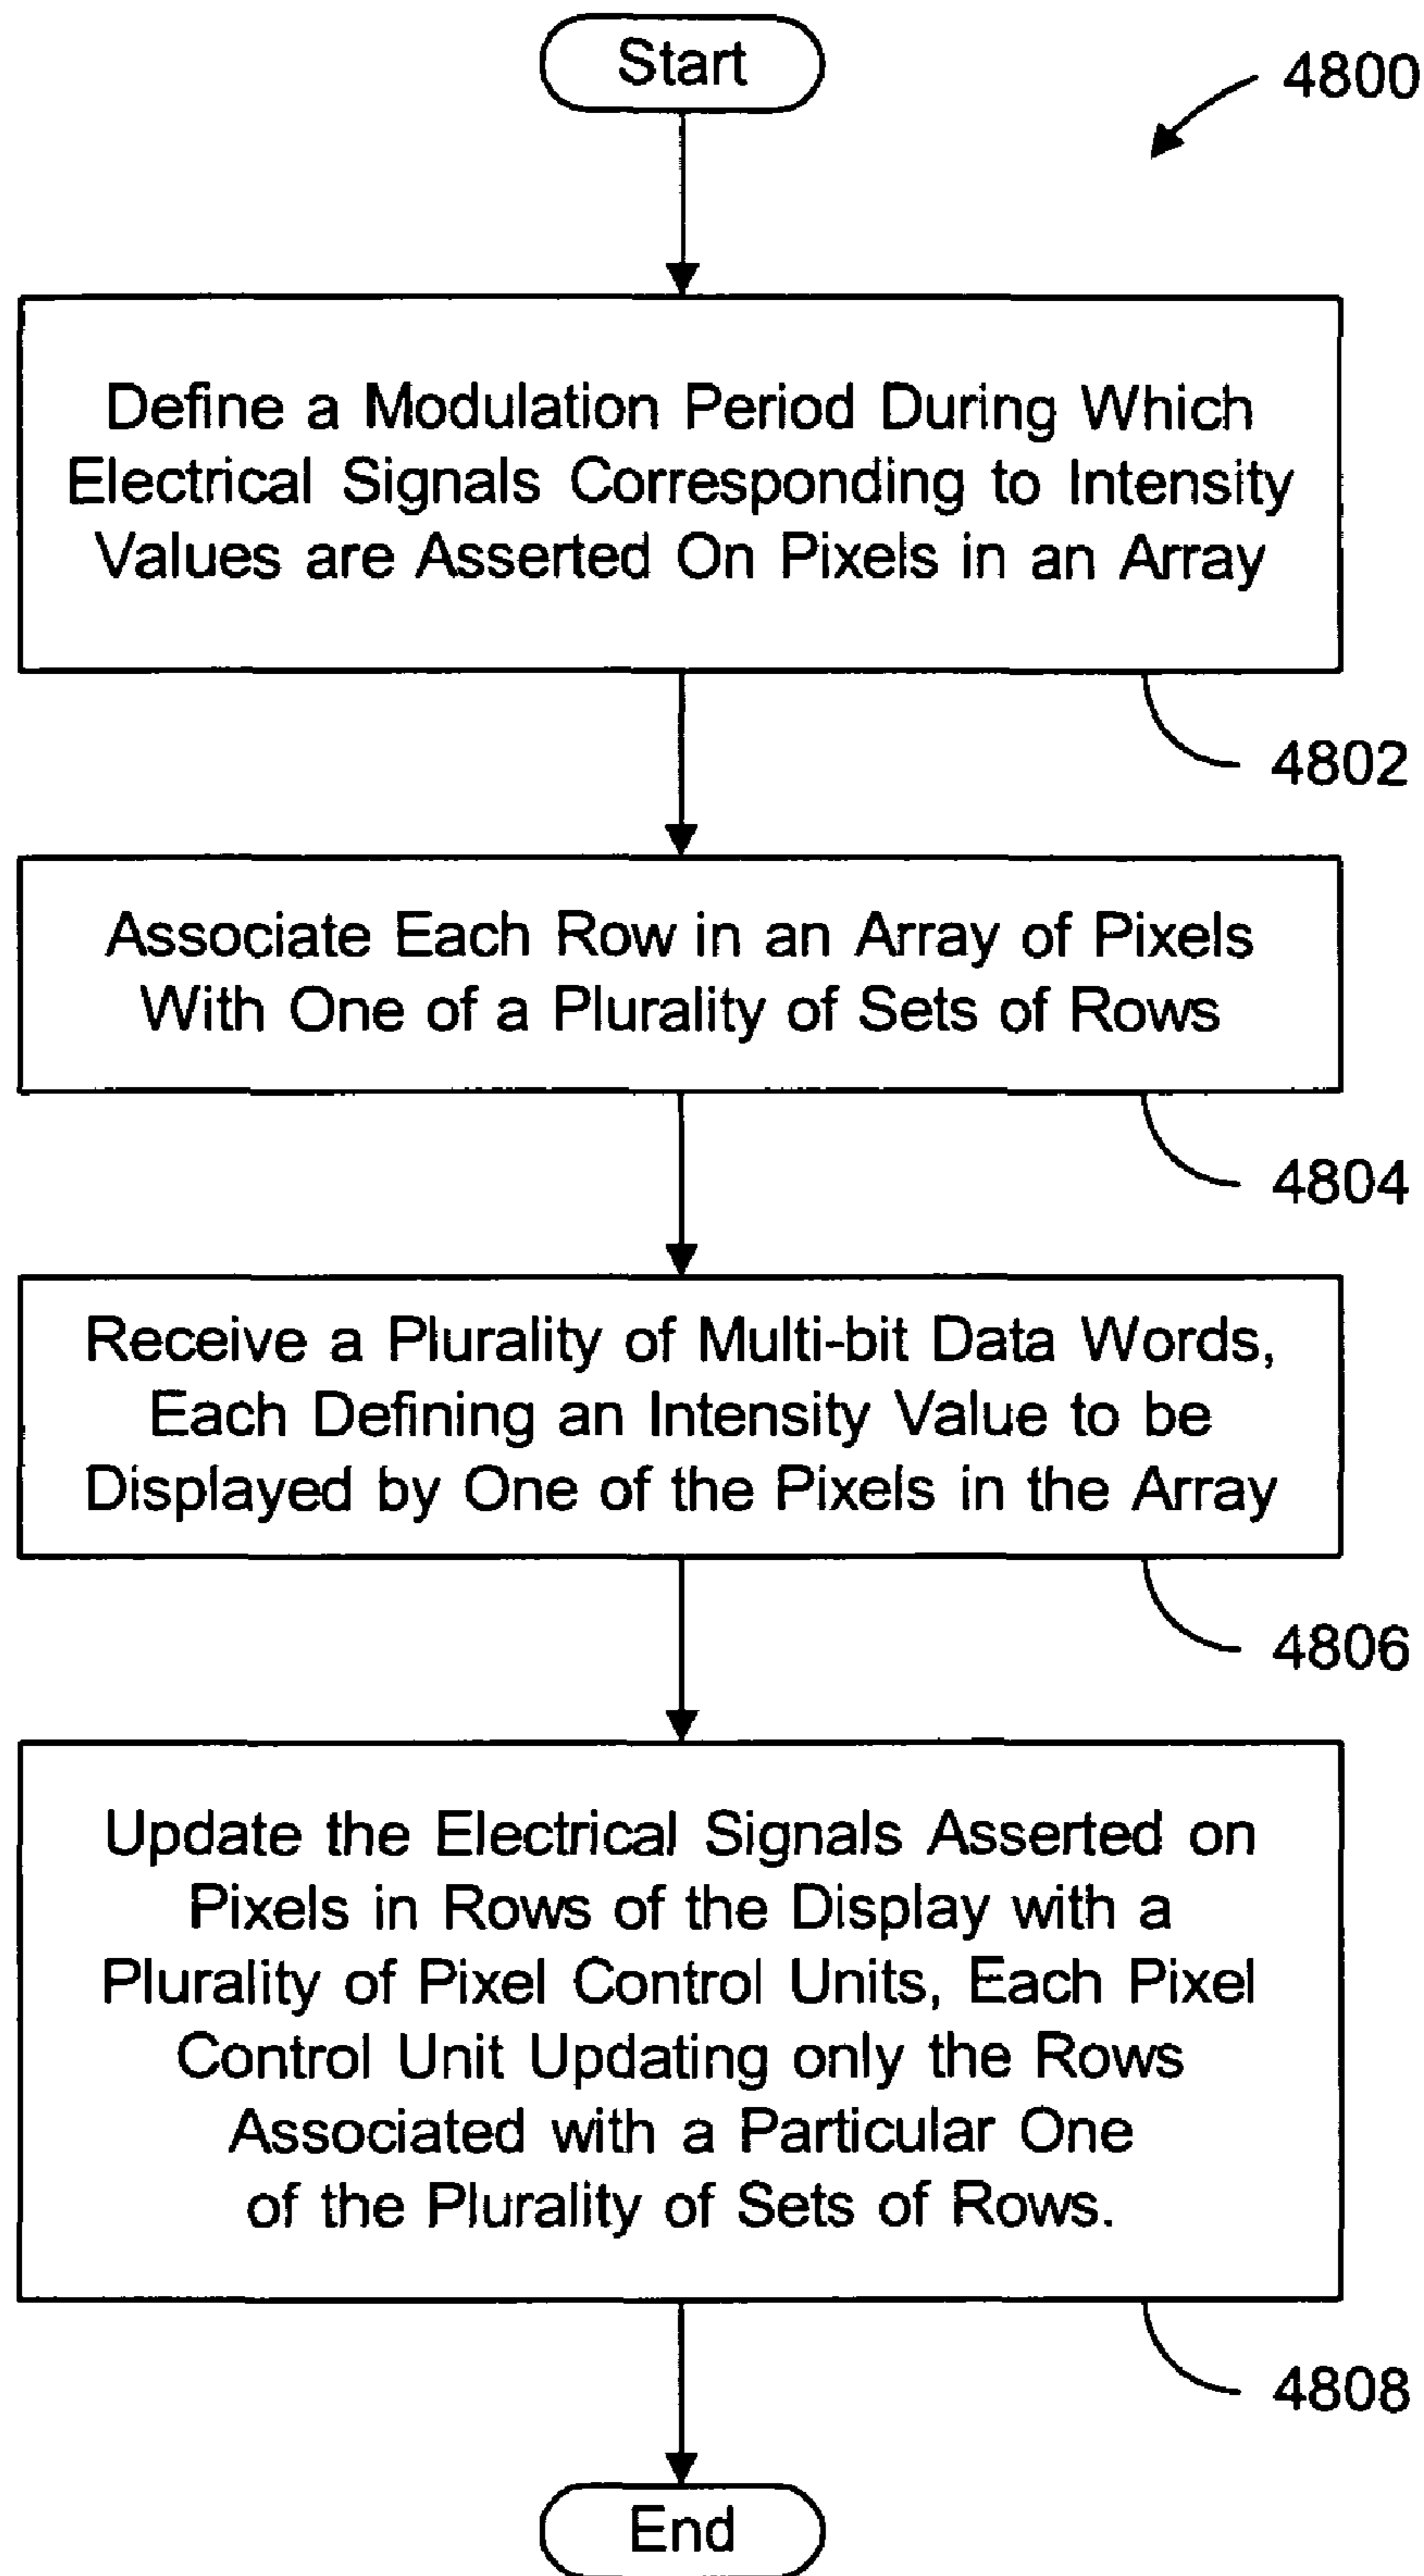 Start
4800
Define a Modulation Period During Which
Electrical Signals Corresponding to Intensity
Values are Asserted On Pixels in an Array
4802
Associate Each Row in an Array of Pixels
With One of a Plurality of Sets of Rows
4804
Receive a Plurality of Multi-bit Data Words,
Each Defining an Intensity Value to be
Displayed by One of the Pixels in the Array
4806
Update the Electrical Signals Asserted on
Pixels in Rows of the Display with a
Plurality of Pixel Control Units, Each Pixel
Control Unit Updating only the Rows
Associated with a Particular One
of the Plurality of Sets of Rows.
4808
End